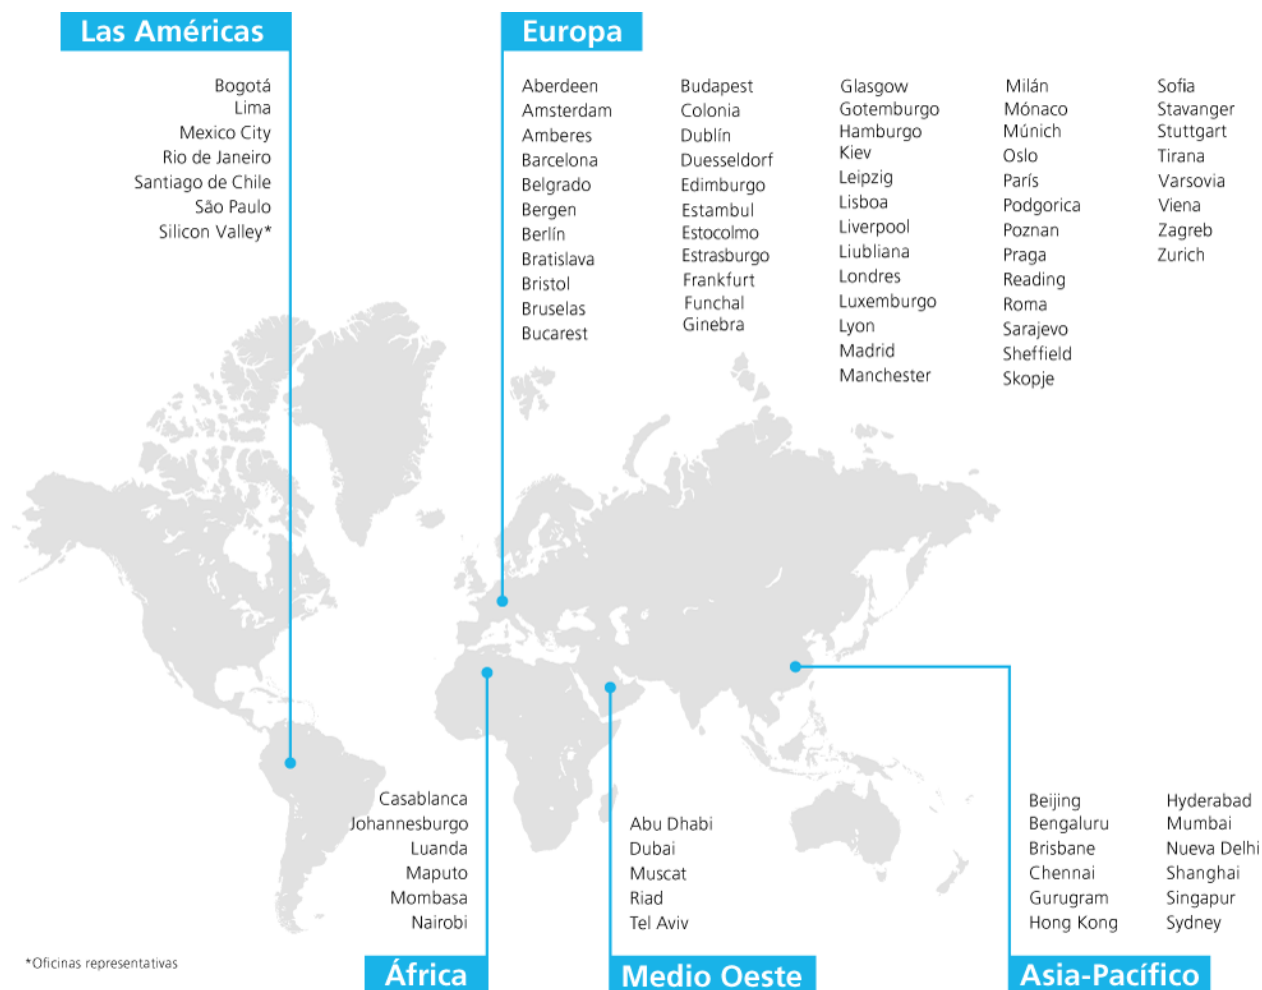 Las Américas
Bogotá
Lima
Mexico City
Rio de Janeiro
Santiago de Chile
São Paulo
Silicon Valley*
Europa
Aberdeen
Amsterdam
Amberes
Barcelona
Belgrado
Bergen
Berlín
Bratislava
Bristol
Bruselas
Bucarest
Budapest
Colonia
Dublín
Duesseldorf
Edimburgo
Estambul
Estocolmo
Estrasburgo
Frankfurt
Funchal
Ginebra
Glasgow
Gotemburgo
Hamburgo
Kiev
Leipzig
Lisboa
Liverpool
Liubliana
Londres
Luxemburgo
Lyon
Madrid
Manchester
Milán
Mónaco
Múnich
Oslo
París
Podgorica
Poznan
Praga
Reading
Roma
Sarajevo
Sheffield
Skopje
Sofia
Stavanger
Stuttgart
Tirana
Varsovia
Viena
Zagreb
Zurich
Casablanca
Johannesburgo
Luanda
Maputo
Mombasa
Nairobi
África
Abu Dhabi
Dubai
Muscat
Riad
Tel Aviv
Medio Oeste
Beijing
Bengaluru
Brisbane
Chennai
Gurugram
Hong Kong
Hyderabad
Mumbai
Nueva Delhi
Shanghai
Singapur
Sydney
Asia-Pacífico
*Oficinas representativas